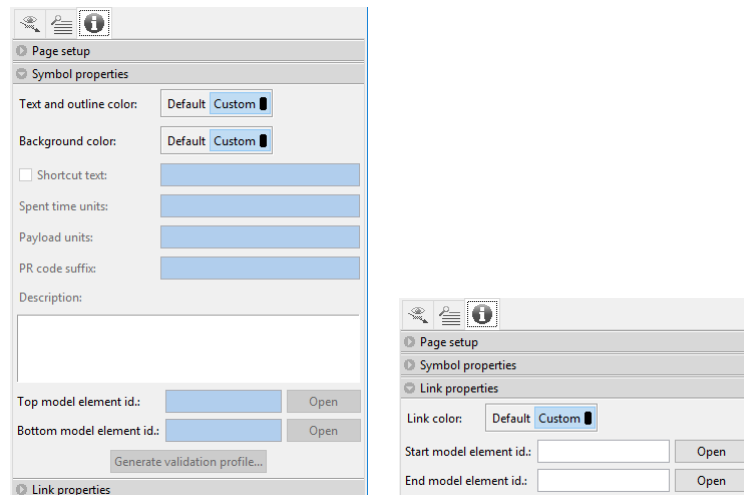 Page setup
Symbol properties
Text and outline color: Default Custom
Background color: Default Custom
Shortcut text:
Spent time units:
Payload units:
PR code suffix:
Description:
Top model element id.: Open
Bottom model element id.: Open
Generate validation profile...
Link properties
Page setup
Symbol properties
Link properties
Link color: Default Custom
Start model element id.: Open
End model element id.: Open